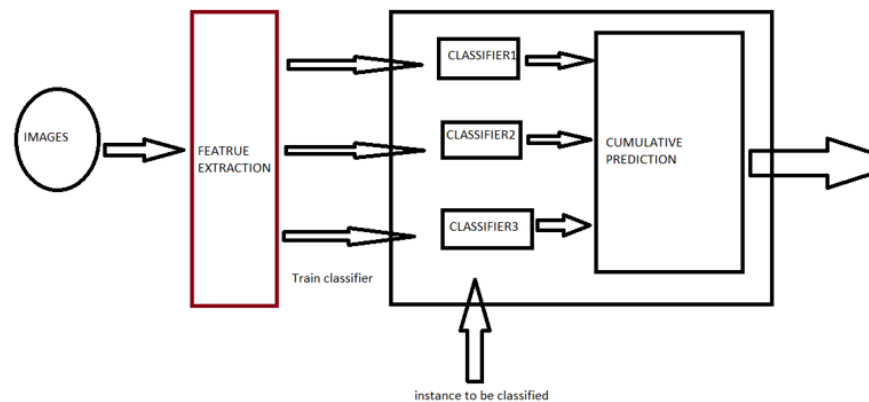 IMAGES
FEATRUE
EXTRACTION
Train classifier
CLASSIFIER1
CLASSIFIER2
CLASSIFIER3
CUMULATIVE
PREDICTION
instance to be classified